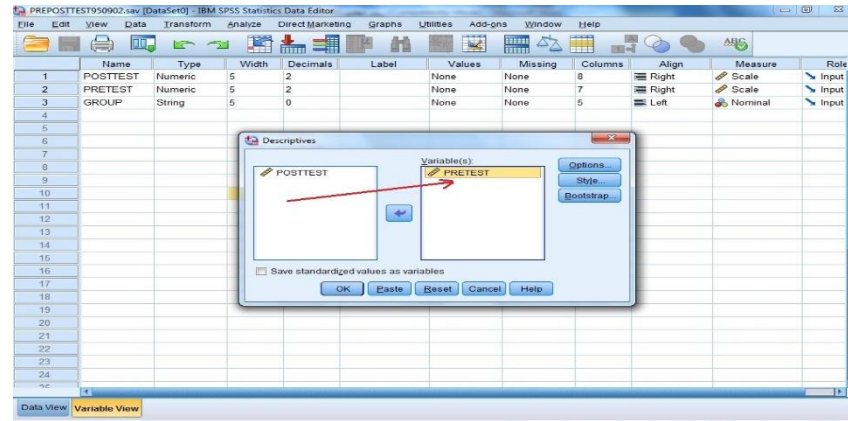 PREPOSTTEST950902.sav [DataSet0] - IBM SPSS Statistics Data Editor
File Edit View Data Transform Analyze Direct Marketing Graphs Utilities Add-ons Window Help
Name Type Width Decimals Label Values Missing Columns Align Measure Role
1 POSTTEST Numeric 5 2 None None 8 Right Scale Input
2 PRETEST Numeric 5 2 None None 7 Right Scale Input
3 GROUP String 5 0 None None 5 Left Nominal Input
4
5
6
7
8
9
10
11
12
13
14
15
16
17
18
19
20
21
22
23
24
25
Descriptives
Variable(s):
POSTTEST PRETEST
Options...
Style...
Bootstrap...
Save standardized values as variables
OK Paste Reset Cancel Help
Data View Variable View